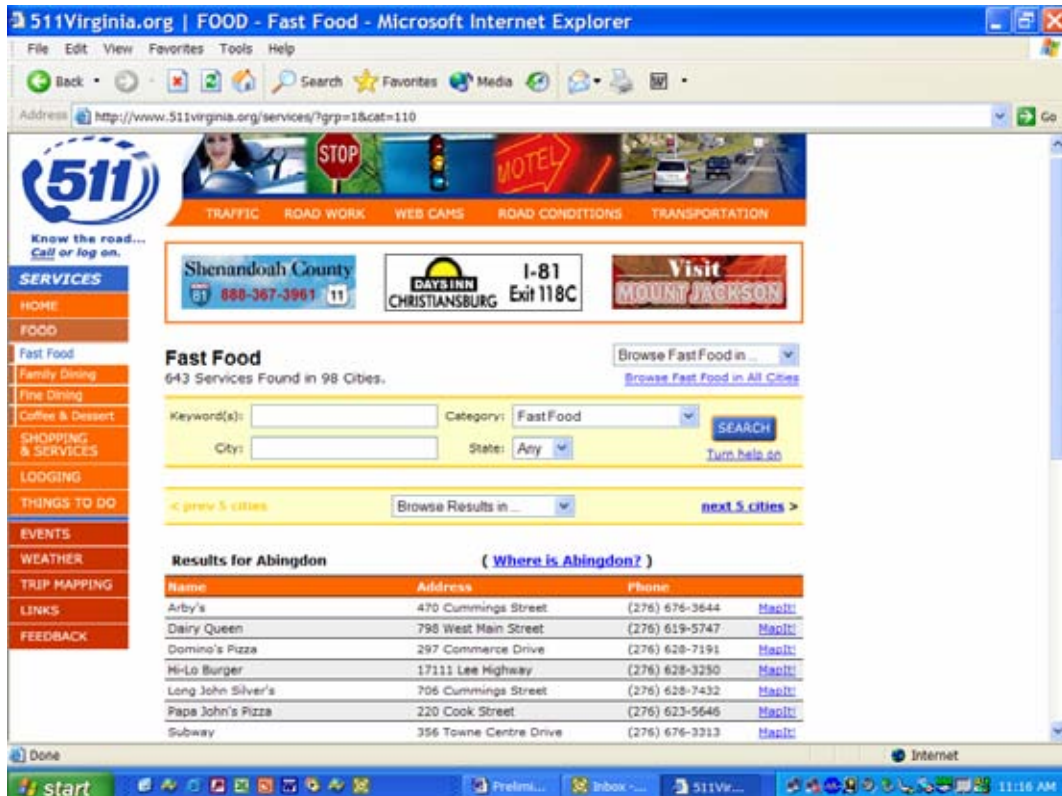 511Virginia.org | FOOD - Fast Food - Microsoft Internet Explorer
File Edit View Favorites Tools Help
Back Search Favorites Media
Address http://www.511virginia.org/services/?grp=1&cat=110 Go
511
STOP
MOTEL
TRAFFIC ROAD WORK WEB CAMS ROAD CONDITIONS TRANSPORTATION
Know the road...
Call or log on.
Shenandoah County
81 888-367-3961 11
DAYS INN
CHRISTIANSBURG
I-81
Exit 118C
Visit
MOUNT JACKSON
SERVICES
HOME
FOOD
Fast Food
Family Dining
Fine Dining
Coffee & Dessert
SHOPPING
& SERVICES
LODGING
THINGS TO DO
EVENTS
WEATHER
TRIP MAPPING
LINKS
FEEDBACK
Fast Food
643 Services Found in 98 Cities.
Browse Fast Food in ...
Browse Fast Food in All Cities
Keyword(s): Category: Fast Food
SEARCH
City: State: Any
Turn help on
< prev 5 cities Browse Results in ... next 5 cities >
Results for Abingdon ( Where is Abingdon? )
Name Address Phone
Arby's 470 Cummings Street (276) 676-3644 MapIt!
Dairy Queen 798 West Main Street (276) 619-5747 MapIt!
Domino's Pizza 297 Commerce Drive (276) 628-7191 MapIt!
Hi-Lo Burger 17111 Lee Highway (276) 628-3250 MapIt!
Long John Silver's 706 Cummings Street (276) 628-7432 MapIt!
Papa John's Pizza 220 Cook Street (276) 623-5646 MapIt!
Subway 356 Towne Centre Drive (276) 676-3313 MapIt!
Done Internet
start Prelimi... Inbox -... 511Vir... 11:16 AM